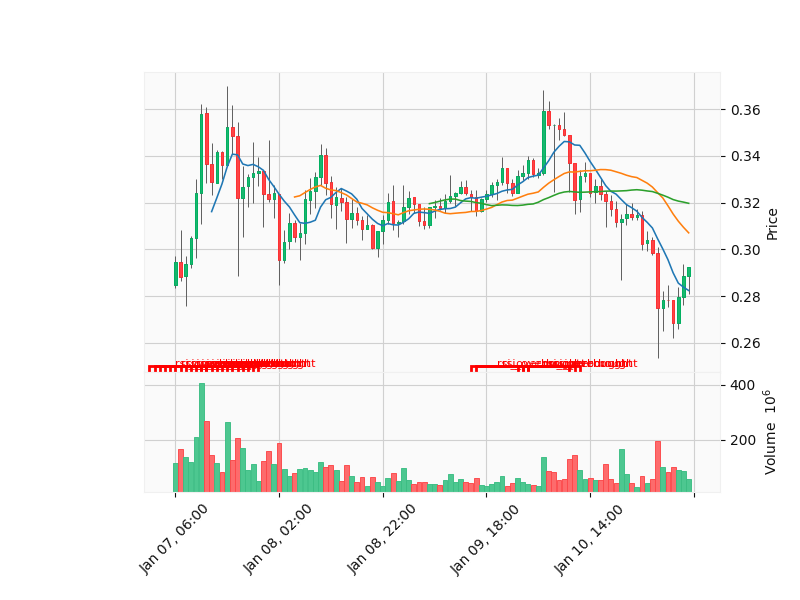 0.36
0.34
0.32
0.30
0.28
0.26
Price
400
200
Volume 10^6
Jan 07, 06:00
Jan 08, 02:00
Jan 08, 22:00
Jan 09, 18:00
Jan 10, 14:00